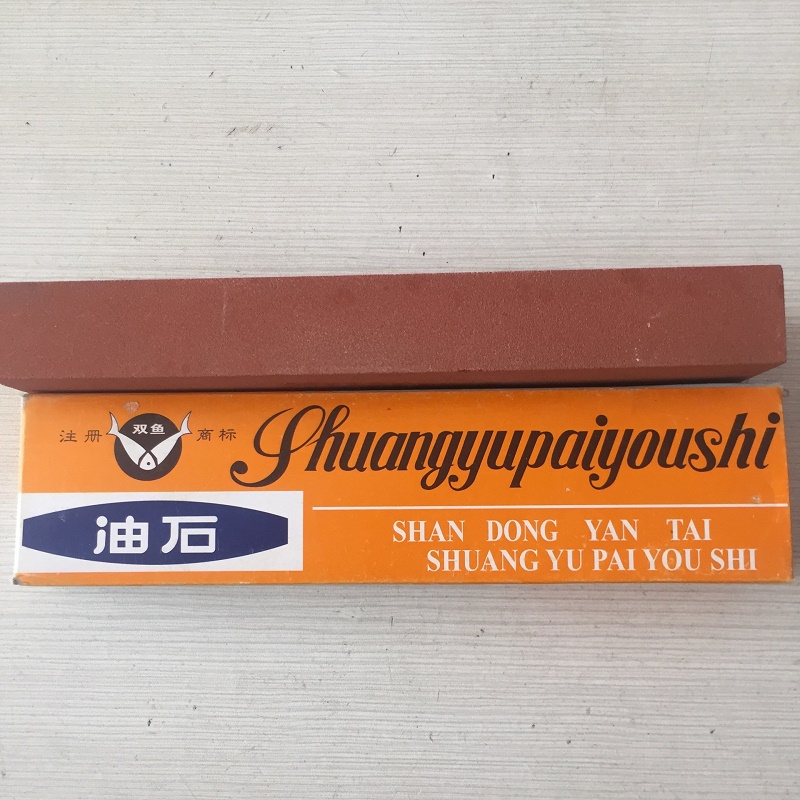 注册 双鱼 商标
Shuangyupaiyoushi
油石
SHAN DONG YAN TAI
SHUANG YU PAI YOU SHI